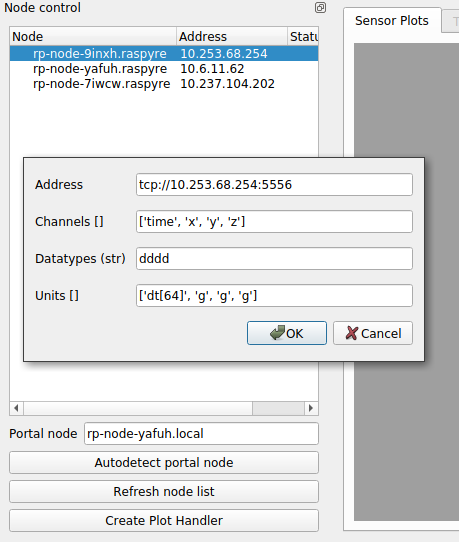 Node control
Sensor Plots
T
Node Address Statu
rp-node-9inxh.raspyre 10.253.68.254
rp-node-yafuh.raspyre 10.6.11.62
rp-node-7iwcw.raspyre 10.237.104.202
Address tcp://10.253.68.254:5556
Channels [] ['time', 'x', 'y', 'z']
Datatypes (str) dddd
Units [] ['dt[64]', 'g', 'g', 'g']
OK Cancel
Portal node rp-node-yafuh.local
Autodetect portal node
Refresh node list
Create Plot Handler